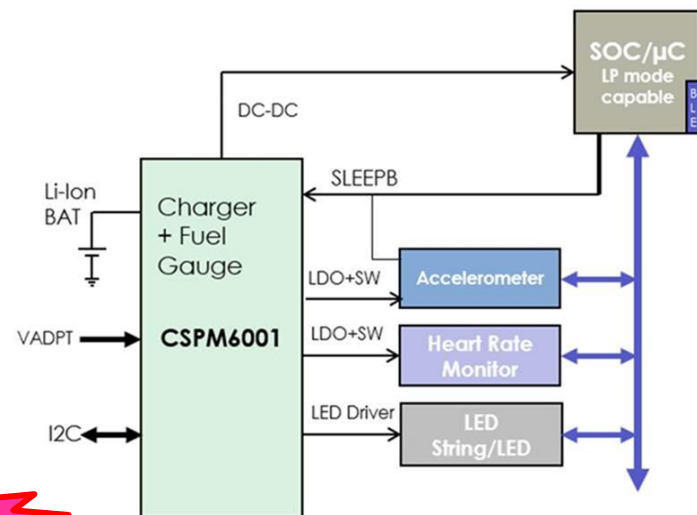 SOC/µC
LP mode
capable
B
L
E
DC-DC
SLEEPB
Li-Ion
BAT
Charger
+ Fuel
Gauge
CSPM6001
LDO+SW
Accelerometer
VADPT
LDO+SW
Heart Rate
Monitor
I2C
LED Driver
LED
String/LED